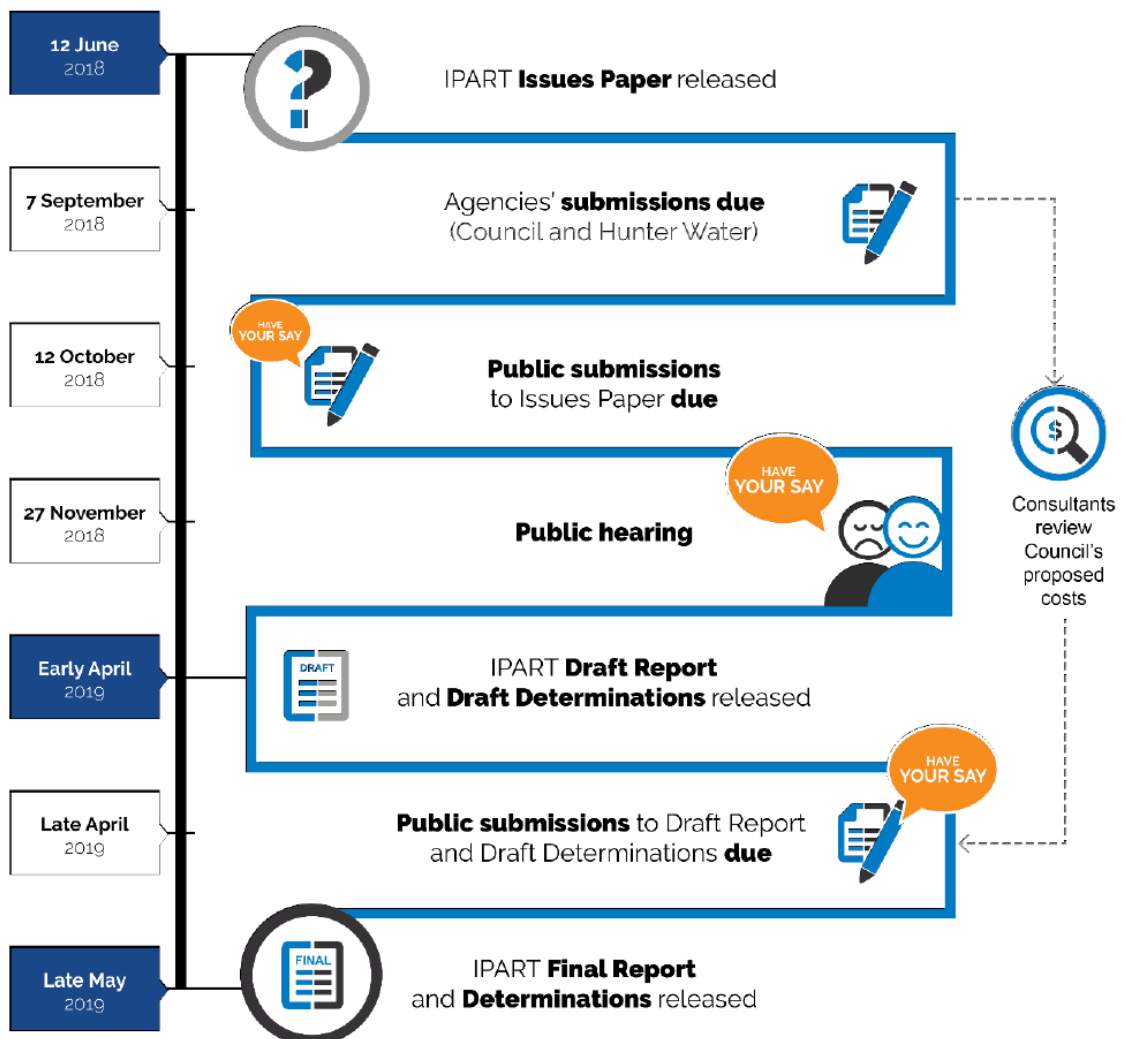 12 June
2018
IPART Issues Paper released
7 September
2018
Agencies' submissions due
(Council and Hunter Water)
12 October
2018
HAVE
YOUR SAY
Public submissions
to Issues Paper due
27 November
2018
HAVE
YOUR SAY
Public hearing
$
Consultants
review
Council's
proposed
costs
Early April
2019
DRAFT
IPART Draft Report
and Draft Determinations released
Late April
2019
HAVE
YOUR SAY
Public submissions to Draft Report
and Draft Determinations due
Late May
2019
FINAL
IPART Final Report
and Determinations released